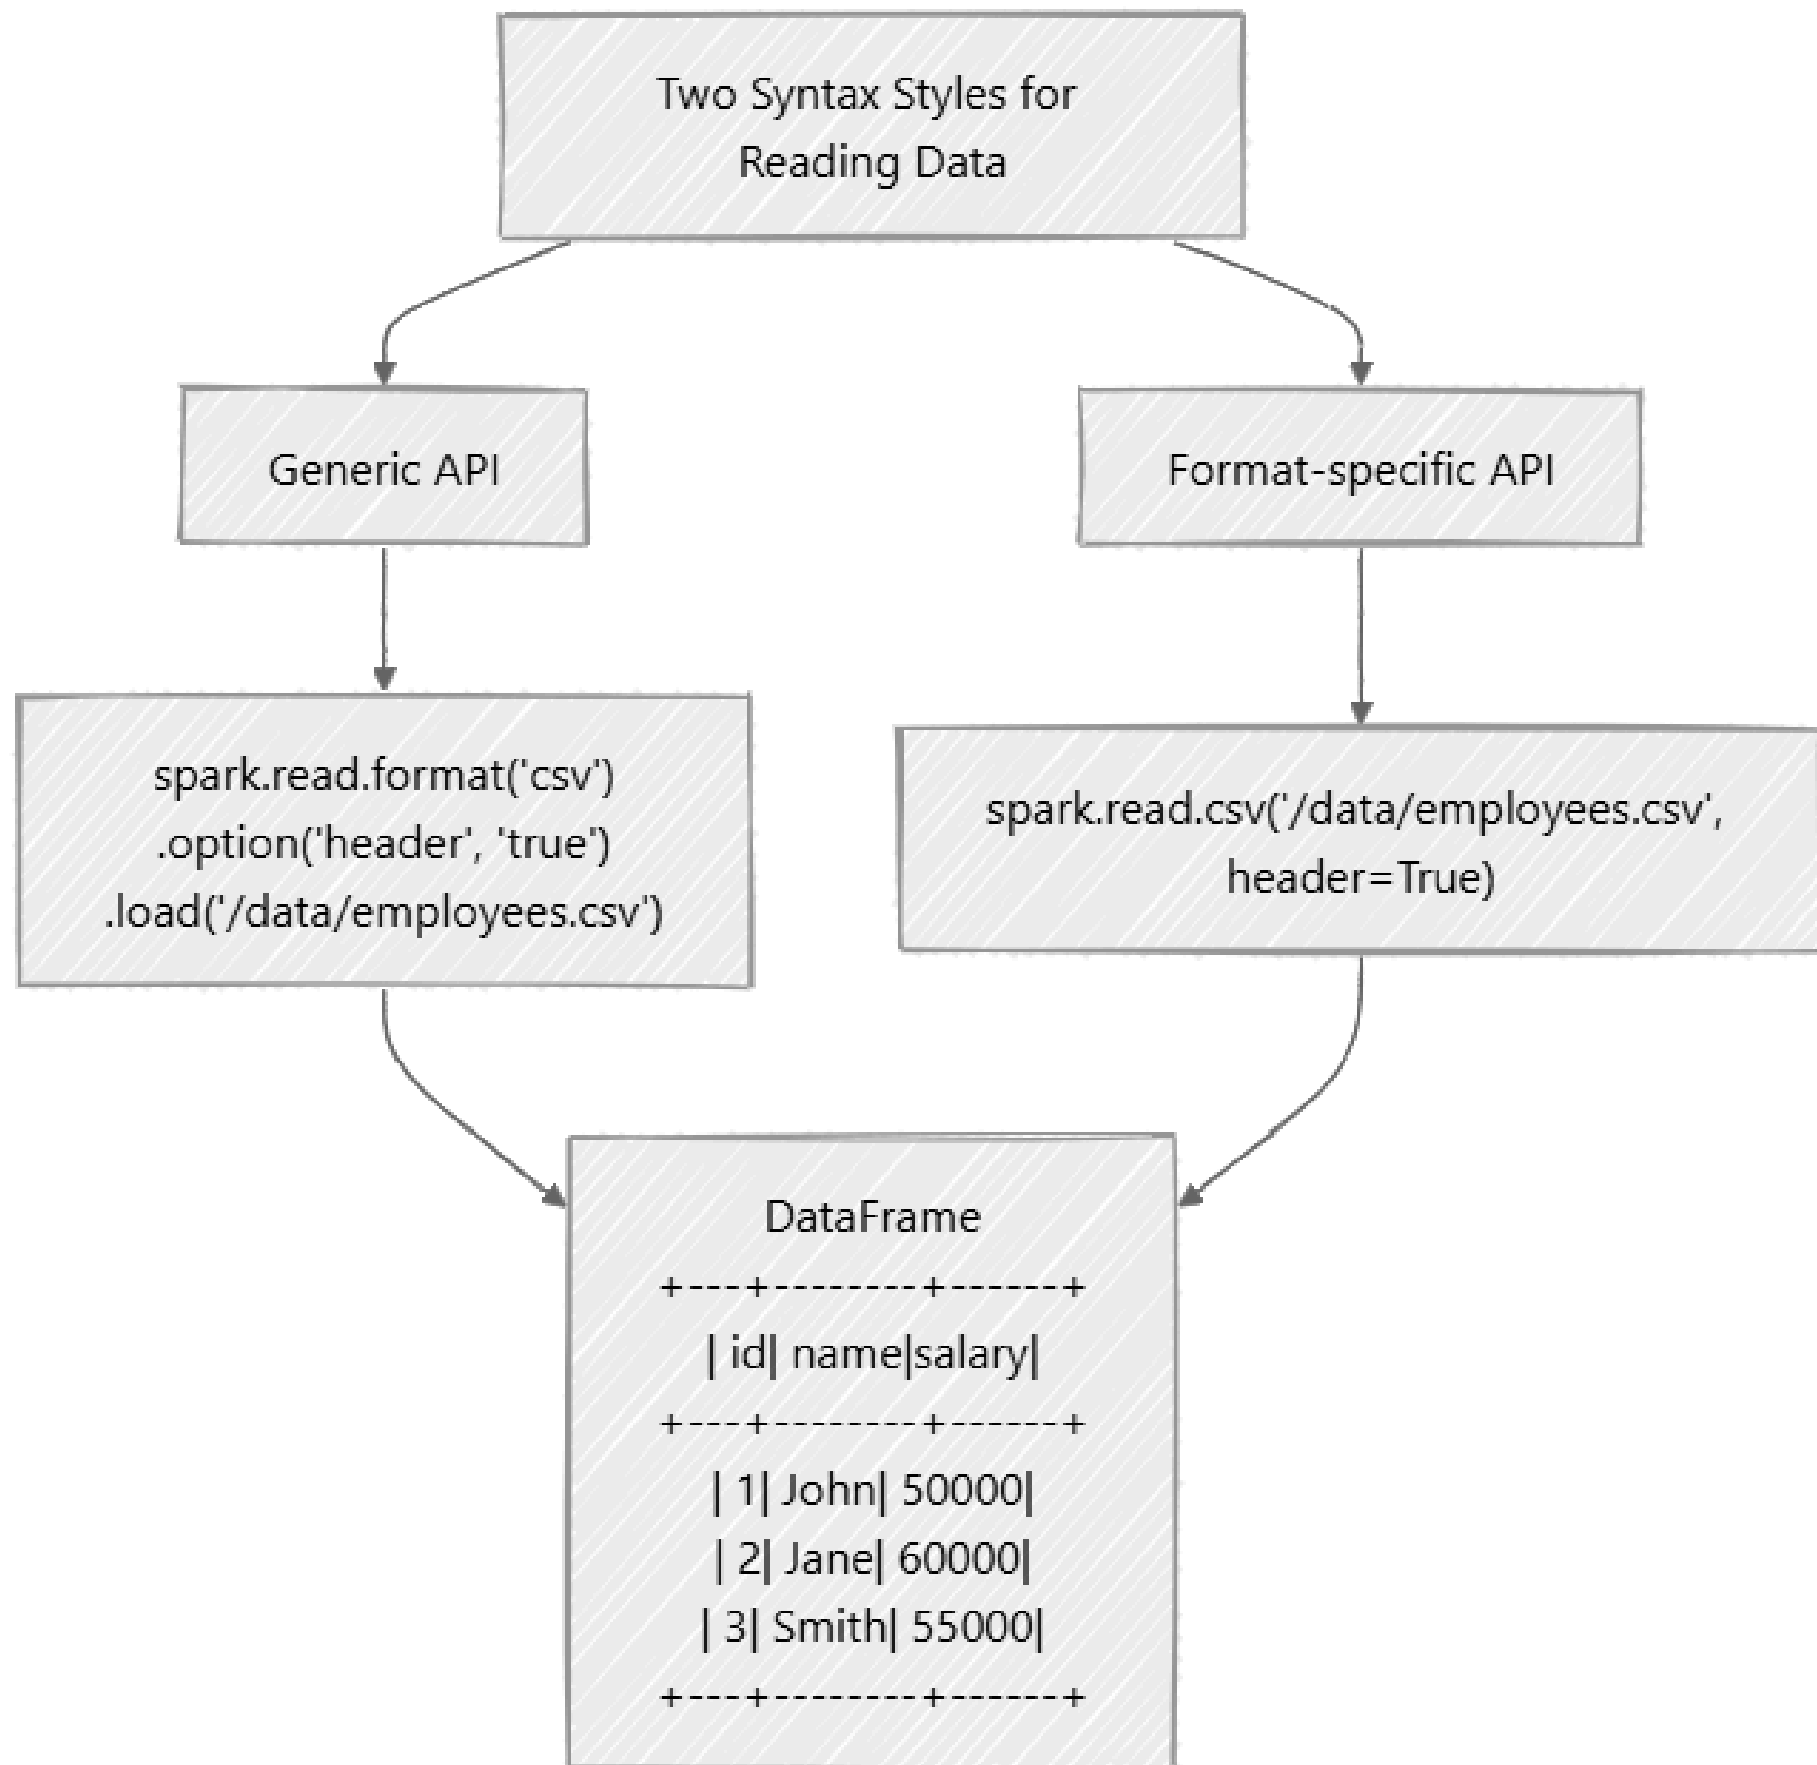 Two Syntax Styles for
Reading Data
Generic API
Format-specific API
spark.read.format('csv')
.option('header', 'true')
.load('/data/employees.csv')
spark.read.csv('/data/employees.csv',
header=True)
DataFrame
+---+--------+------+
| id| name|salary|
+---+--------+------+
| 1| John| 50000|
| 2| Jane| 60000|
| 3| Smith| 55000|
+---+--------+------+